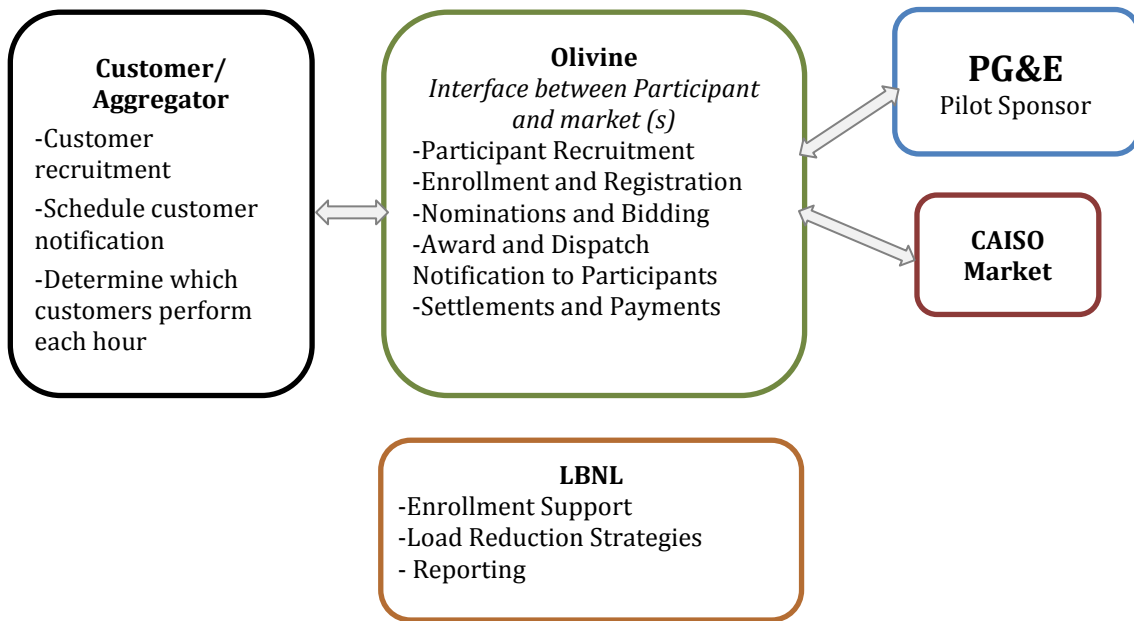 Customer/
Aggregator
-Customer
recruitment
-Schedule customer
notification
-Determine which
customers perform
each hour
Olivine
Interface between Participant
and market (s)
-Participant Recruitment
-Enrollment and Registration
-Nominations and Bidding
-Award and Dispatch
Notification to Participants
-Settlements and Payments
PG&E
Pilot Sponsor
CAISO
Market
LBNL
-Enrollment Support
-Load Reduction Strategies
- Reporting